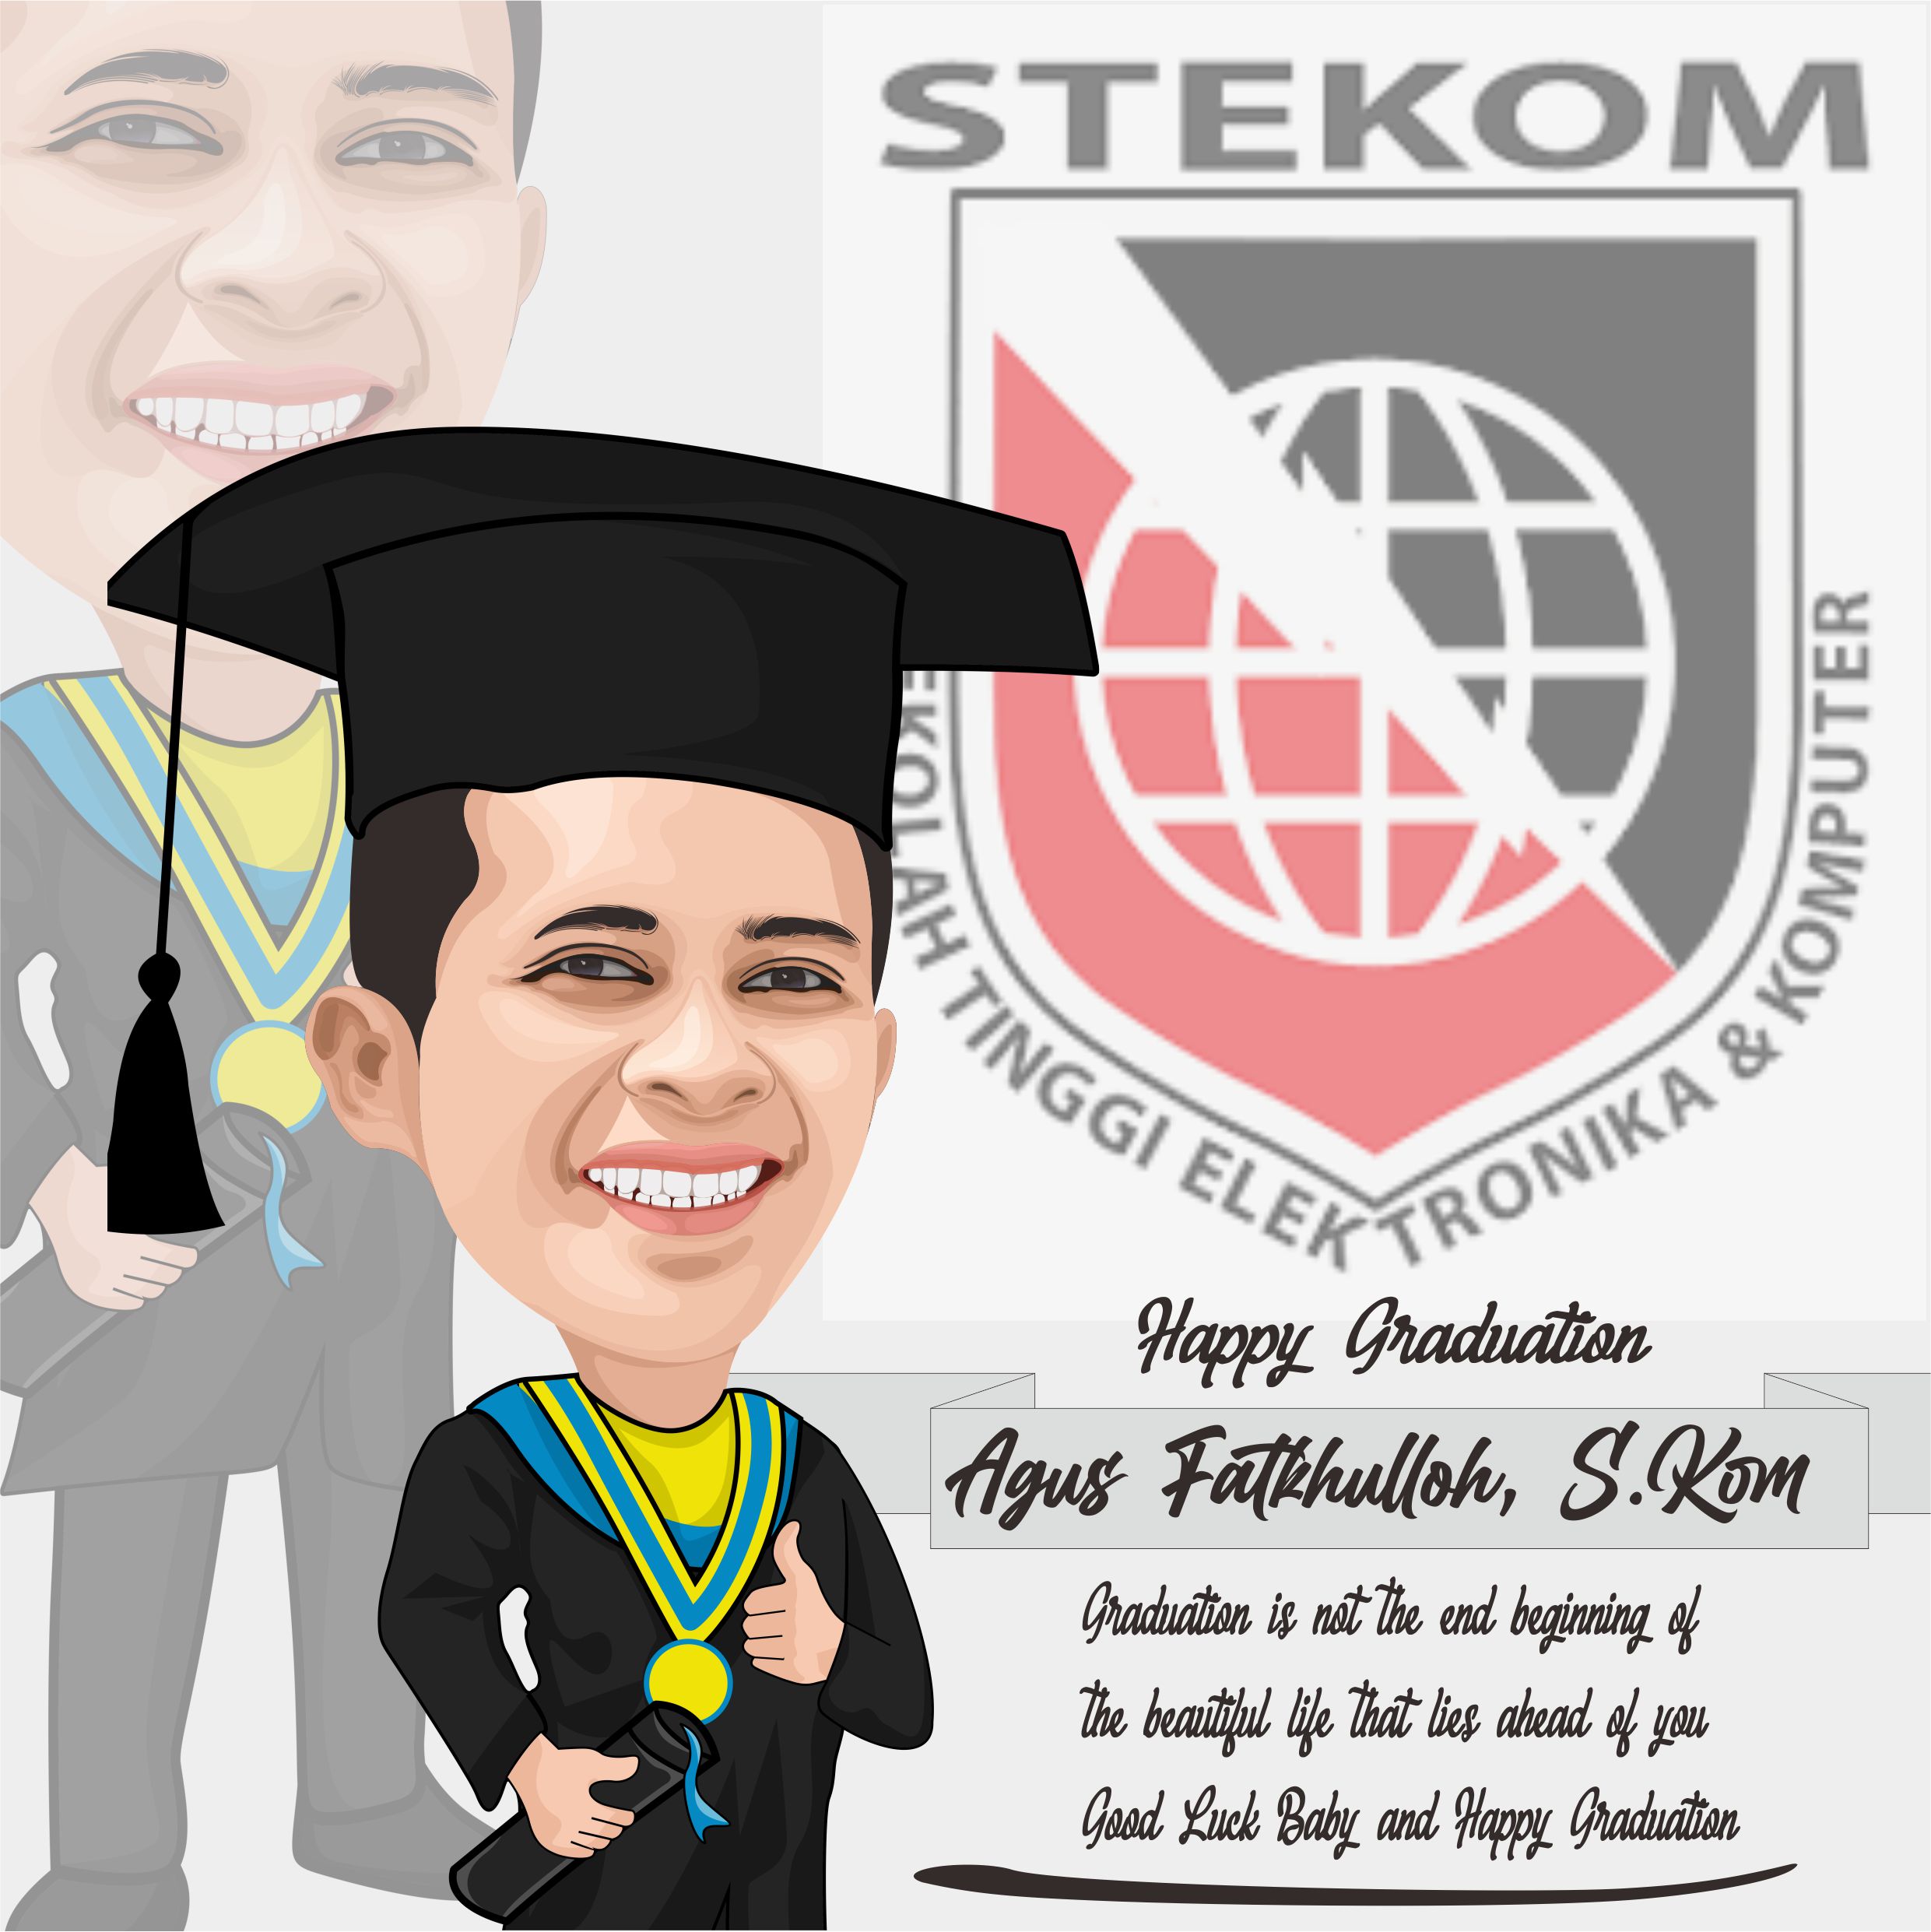 STEKOM
EKOLAH TINGGI ELEKTRONIKA & KOMPUTER
Happy Graduation
Agus Fatkhulloh, S.Kom
Graduation is not the end beginning of
the beautiful life that lies ahead of you
Good Luck Baby and Happy Graduation